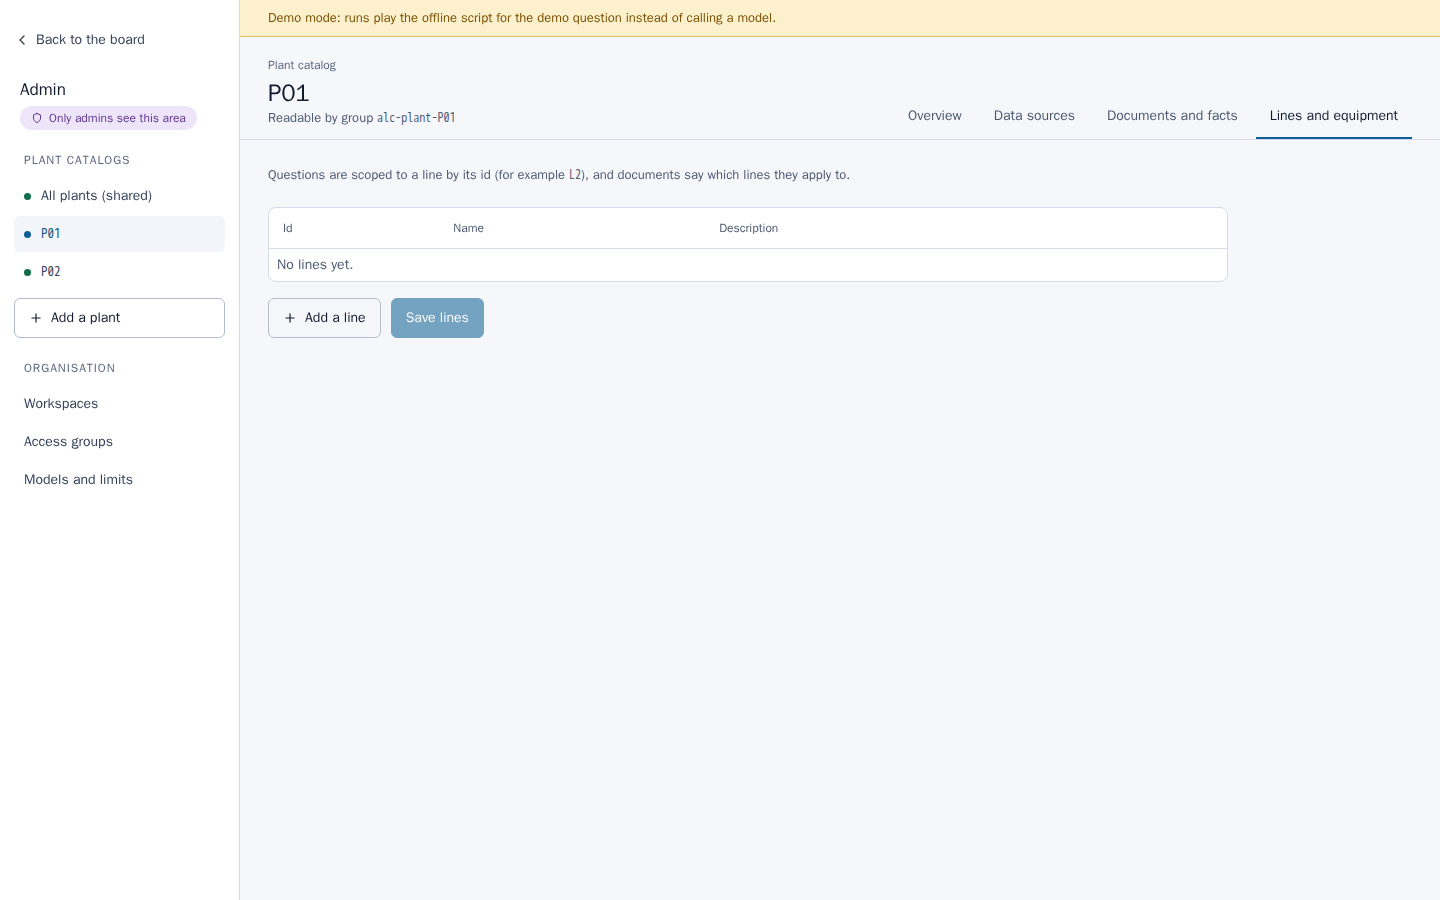 Demo mode: runs play the offline script for the demo question instead of calling a model.
Back to the board
Admin
Only admins see this area
PLANT CATALOGS
All plants (shared)
P01
P02
Add a plant
ORGANISATION
Workspaces
Access groups
Models and limits
Plant catalog
P01
Readable by group alc-plant-P01
Overview
Data sources
Documents and facts
Lines and equipment
Questions are scoped to a line by its id (for example L2), and documents say which lines they apply to.
Id Name Description
No lines yet.
Add a line
Save lines